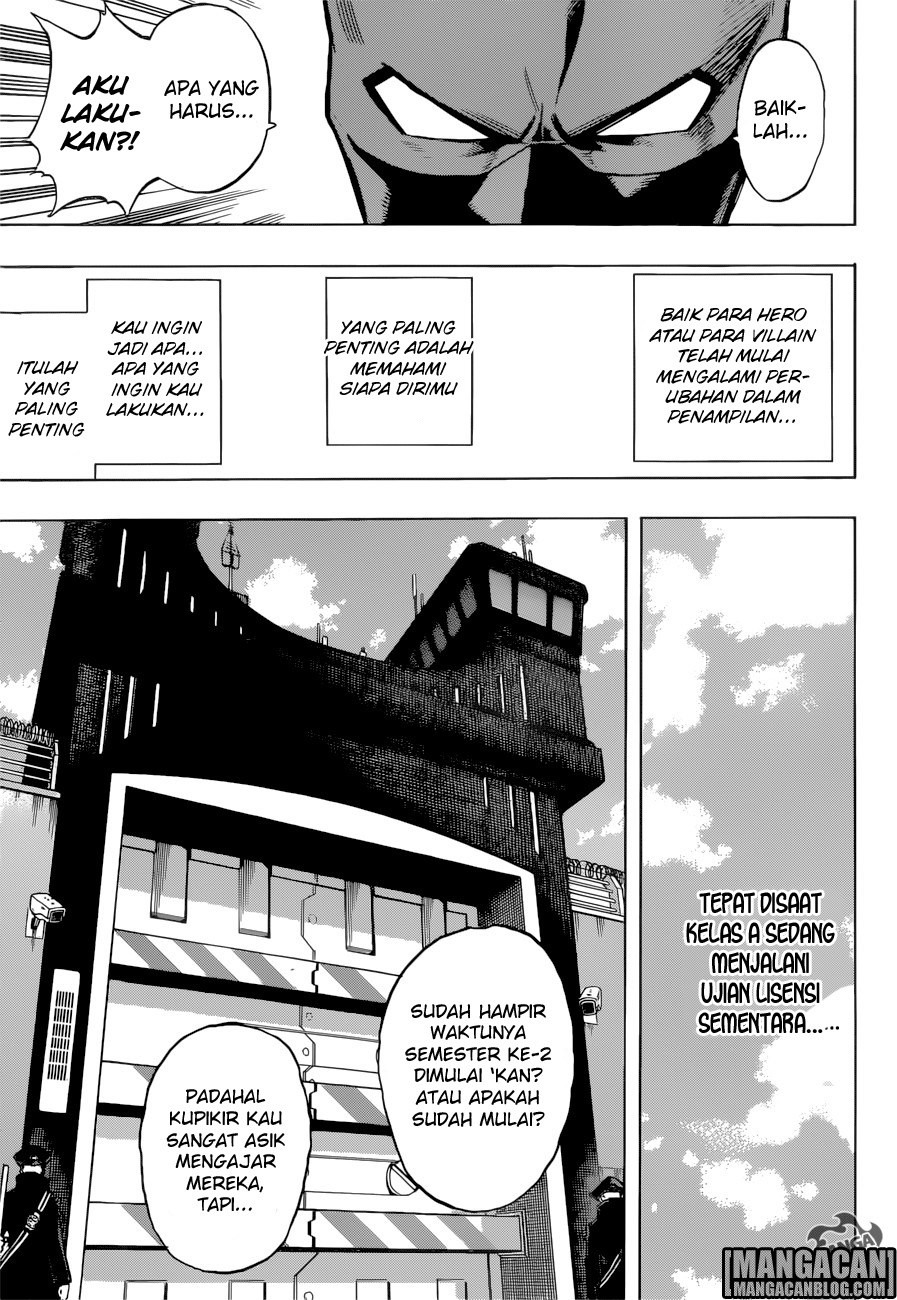 BAIK-
LAH...
APA YANG
HARUS...
AKU
LAKU-
KAN?!
BAIK PARA HERO
ATAU PARA VILLAIN
TELAH MULAI
MENGALAMI PER-
UBAHAN DALAM
PENAMPILAN...
YANG PALING
PENTING ADALAH
MEMAHAMI
SIAPA DIRIMU
KAU INGIN
JADI APA...
APA YANG
INGIN KAU
LAKUKAN...
ITULAH
YANG
PALING
PENTING
TEPAT DISAAT
KELAS A SEDANG
MENJALANI
UJIAN LISENSI
SEMENTARA... ...
SUDAH HAMPIR
WAKTUNYA
SEMESTER KE-2
DIMULAI 'KAN?
ATAU APAKAH
SUDAH MULAI?
PADAHAL
KUPIKIR KAU
SANGAT ASIK
MENGAJAR
MEREKA,
TAPI...
[MANGACAN]
MANGACANBLOG.COM